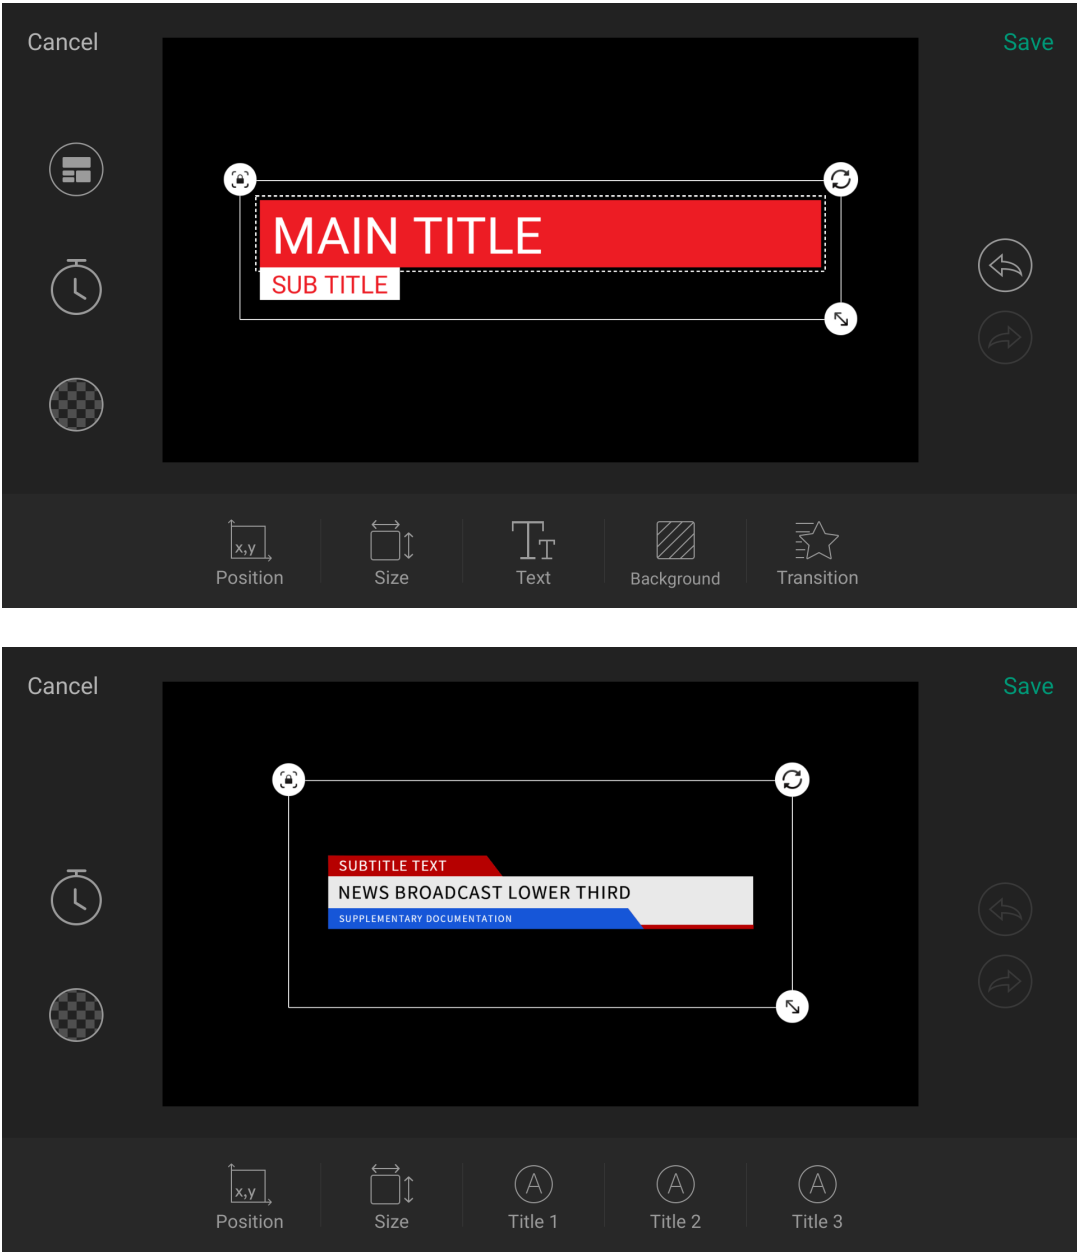 Cancel
Save
MAIN TITLE
SUB TITLE
x,y
Position
Size
Text
Background
Transition
Cancel
Save
SUBTITLE TEXT
NEWS BROADCAST LOWER THIRD
SUPPLEMENTARY DOCUMENTATION
x,y
Position
Size
A
Title 1
A
Title 2
A
Title 3